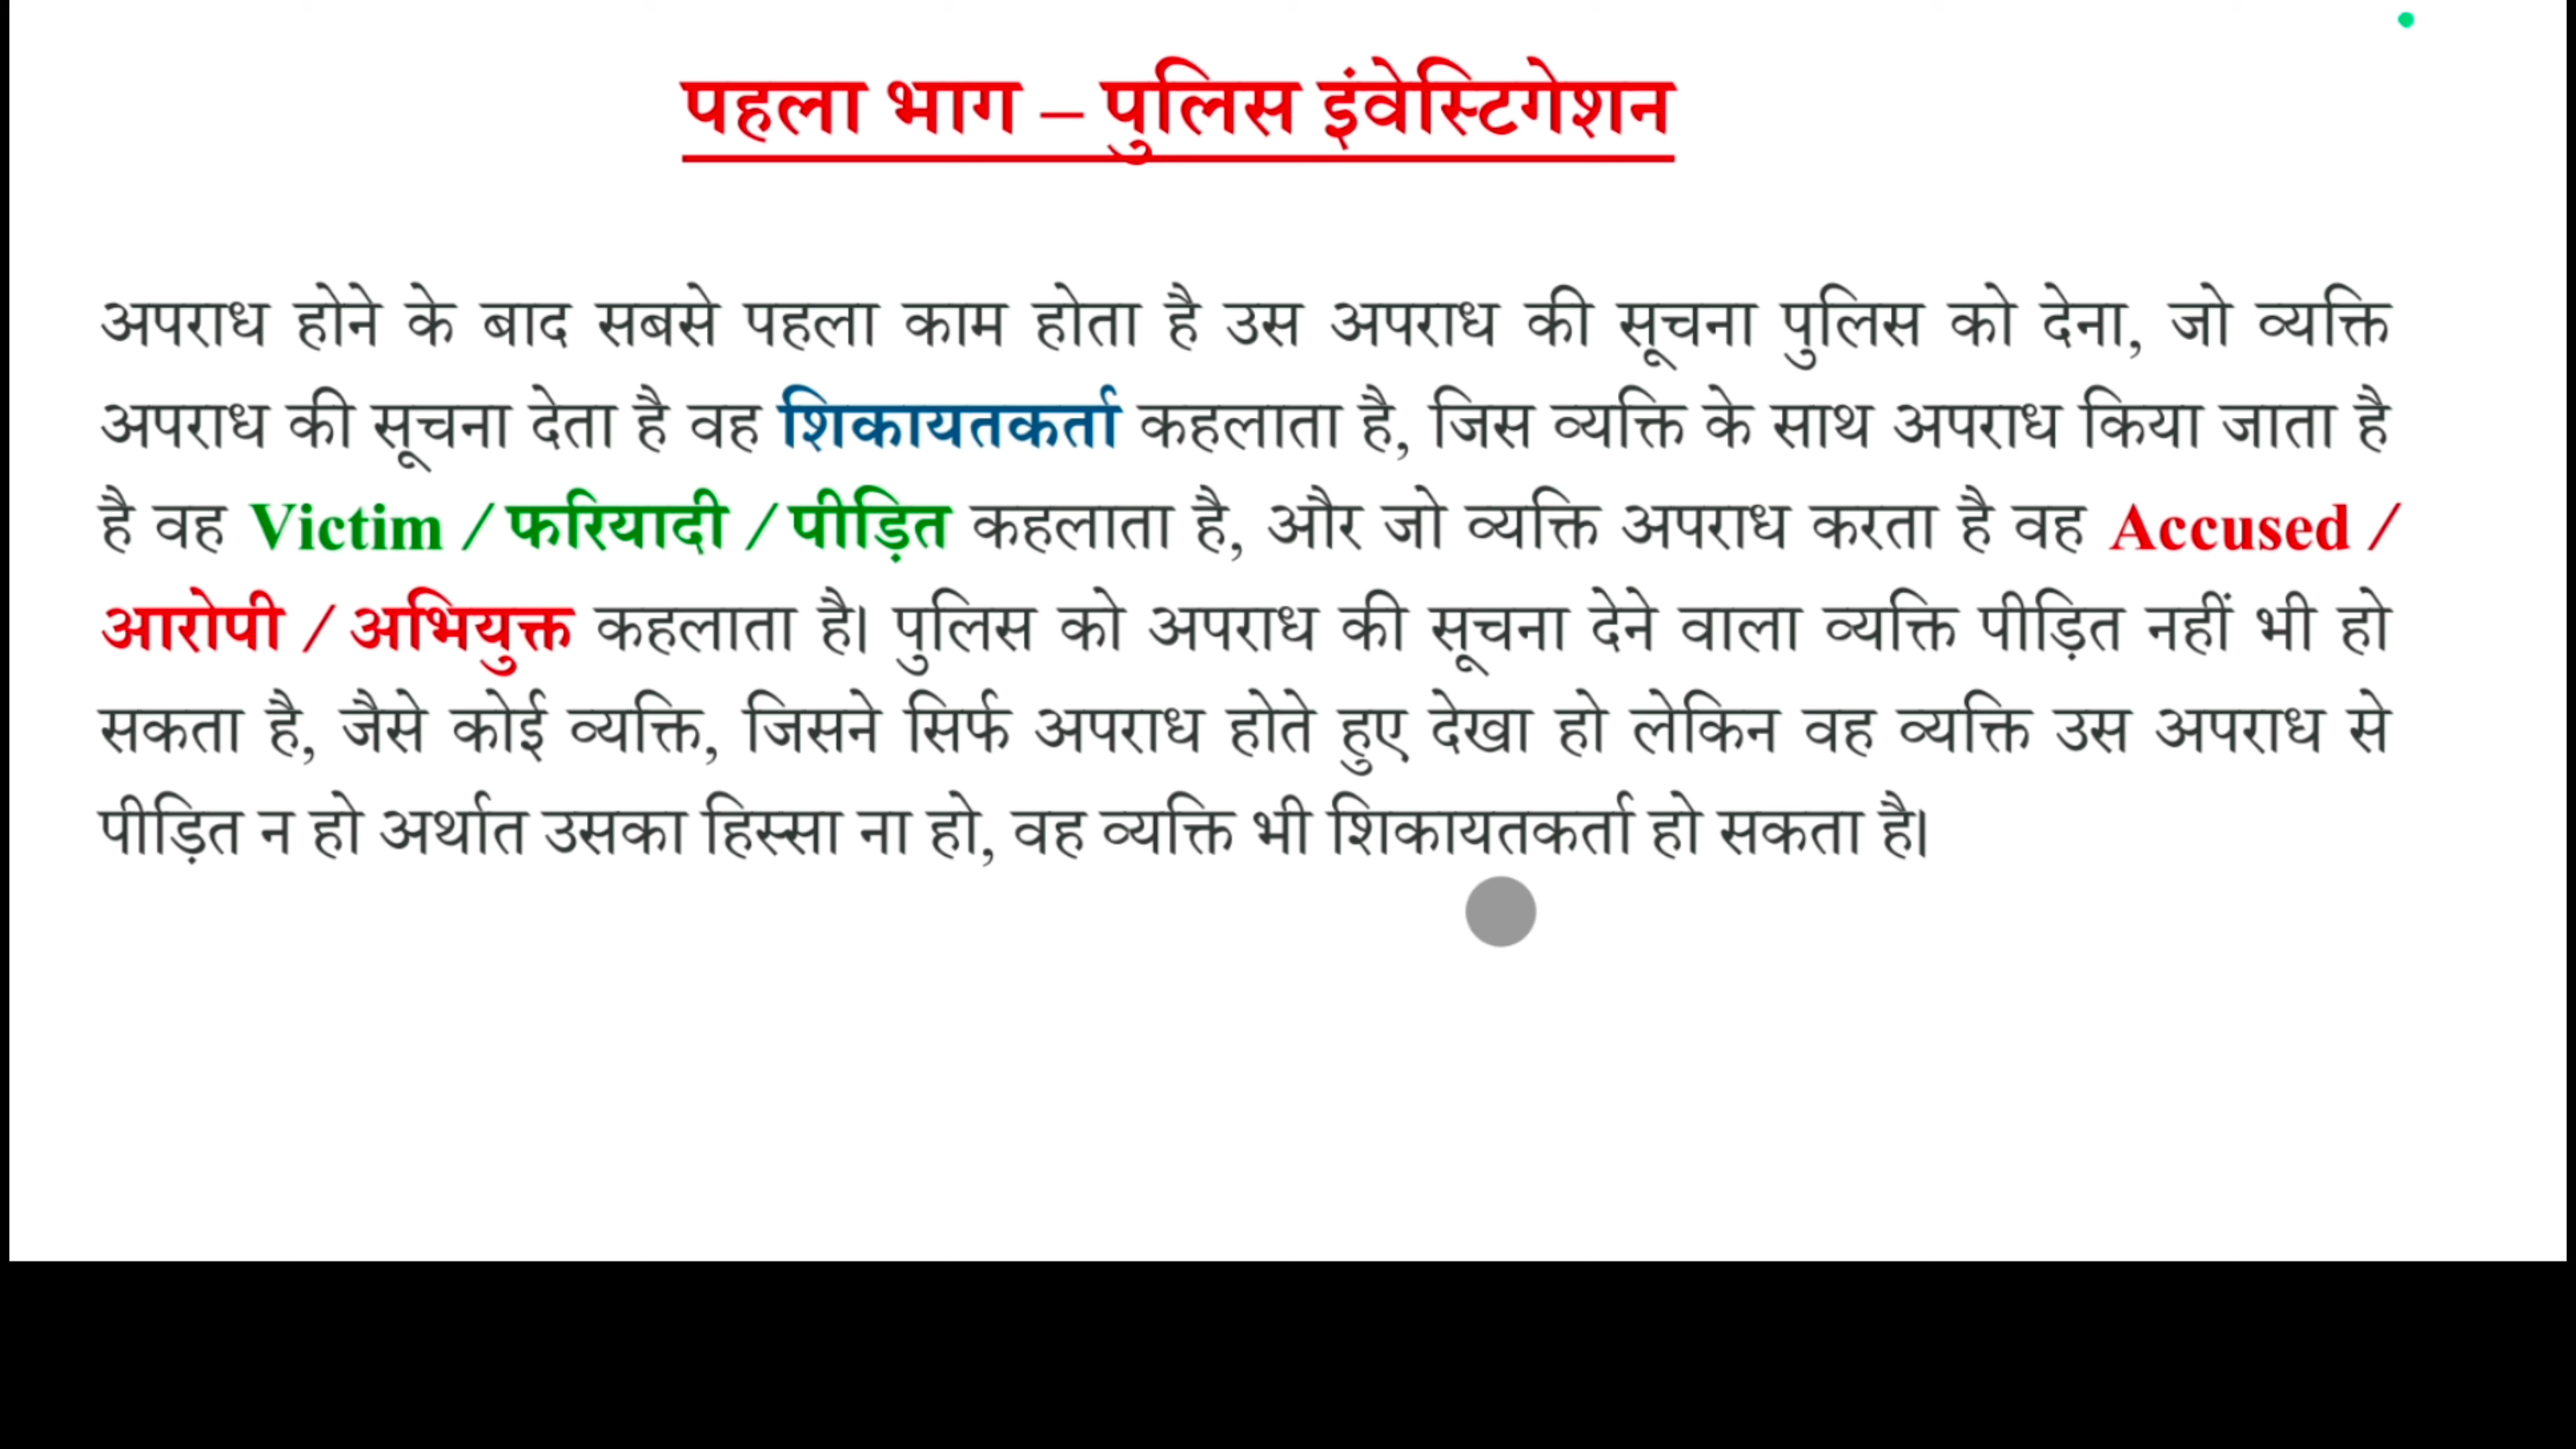 पहला भाग – पुलिस इंवेस्टिगेशन
अपराध होने के बाद सबसे पहला काम होता है उस अपराध की सूचना पुलिस को देना, जो व्यक्ति
अपराध की सूचना देता है वह शिकायतकर्ता कहलाता है, जिस व्यक्ति के साथ अपराध किया जाता है
है वह Victim / फरियादी / पीड़ित कहलाता है, और जो व्यक्ति अपराध करता है वह Accused /
आरोपी / अभियुक्त कहलाता है। पुलिस को अपराध की सूचना देने वाला व्यक्ति पीड़ित नहीं भी हो
सकता है, जैसे कोई व्यक्ति, जिसने सिर्फ अपराध होते हुए देखा हो लेकिन वह व्यक्ति उस अपराध से
पीड़ित न हो अर्थात उसका हिस्सा ना हो, वह व्यक्ति भी शिकायतकर्ता हो सकता है।